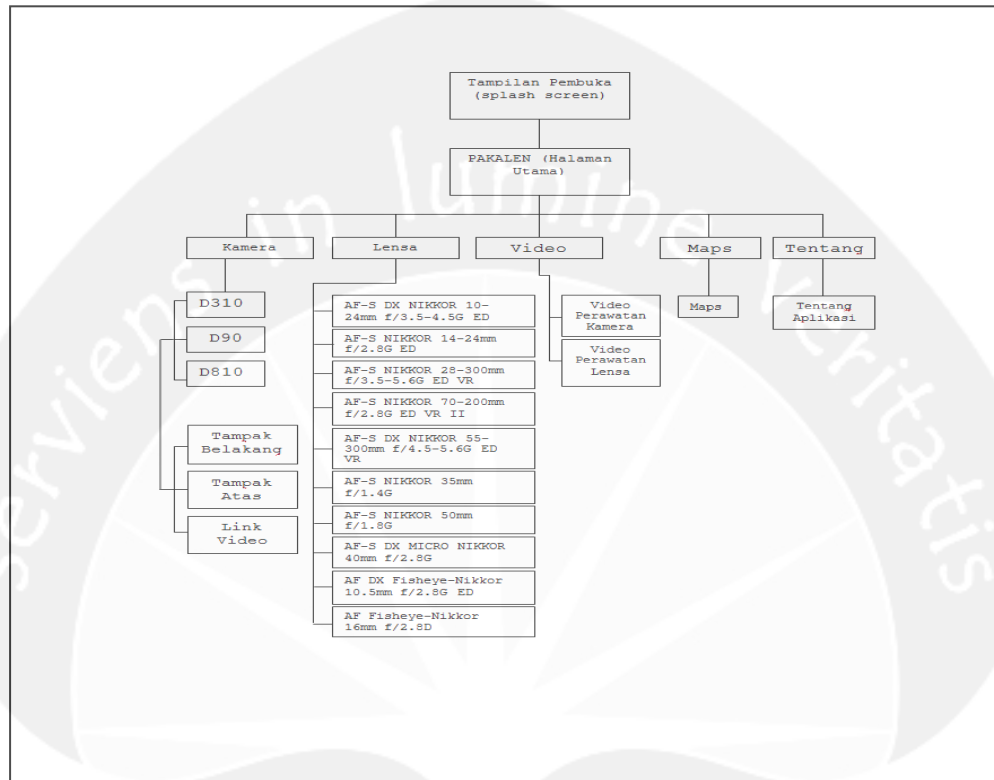 Tampilan Pembuka
(splash screen)
PAKALEN (Halaman
Utama)
Kamera
Lensa
Video
Maps
Tentang
D310
D90
D810
Tampak
Belakang
Tampak
Atas
Link
Video
AF-S DX NIKKOR 10-
24mm f/3.5-4.5G ED
AF-S NIKKOR 14-24mm
f/2.8G ED
AF-S NIKKOR 28-300mm
f/3.5-5.6G ED VR
AF-S NIKKOR 70-200mm
f/2.8G ED VR II
AF-S DX NIKKOR 55-
300mm f/4.5-5.6G ED
VR
AF-S NIKKOR 35mm
f/1.4G
AF-S NIKKOR 50mm
f/1.8G
AF-S DX MICRO NIKKOR
40mm f/2.8G
AF DX Fisheye-Nikkor
10.5mm f/2.8G ED
AF Fisheye-Nikkor
16mm f/2.8D
Video
Perawatan
Kamera
Video
Perawatan
Lensa
Maps
Tentang
Aplikasi
serviens in lumine veritatis